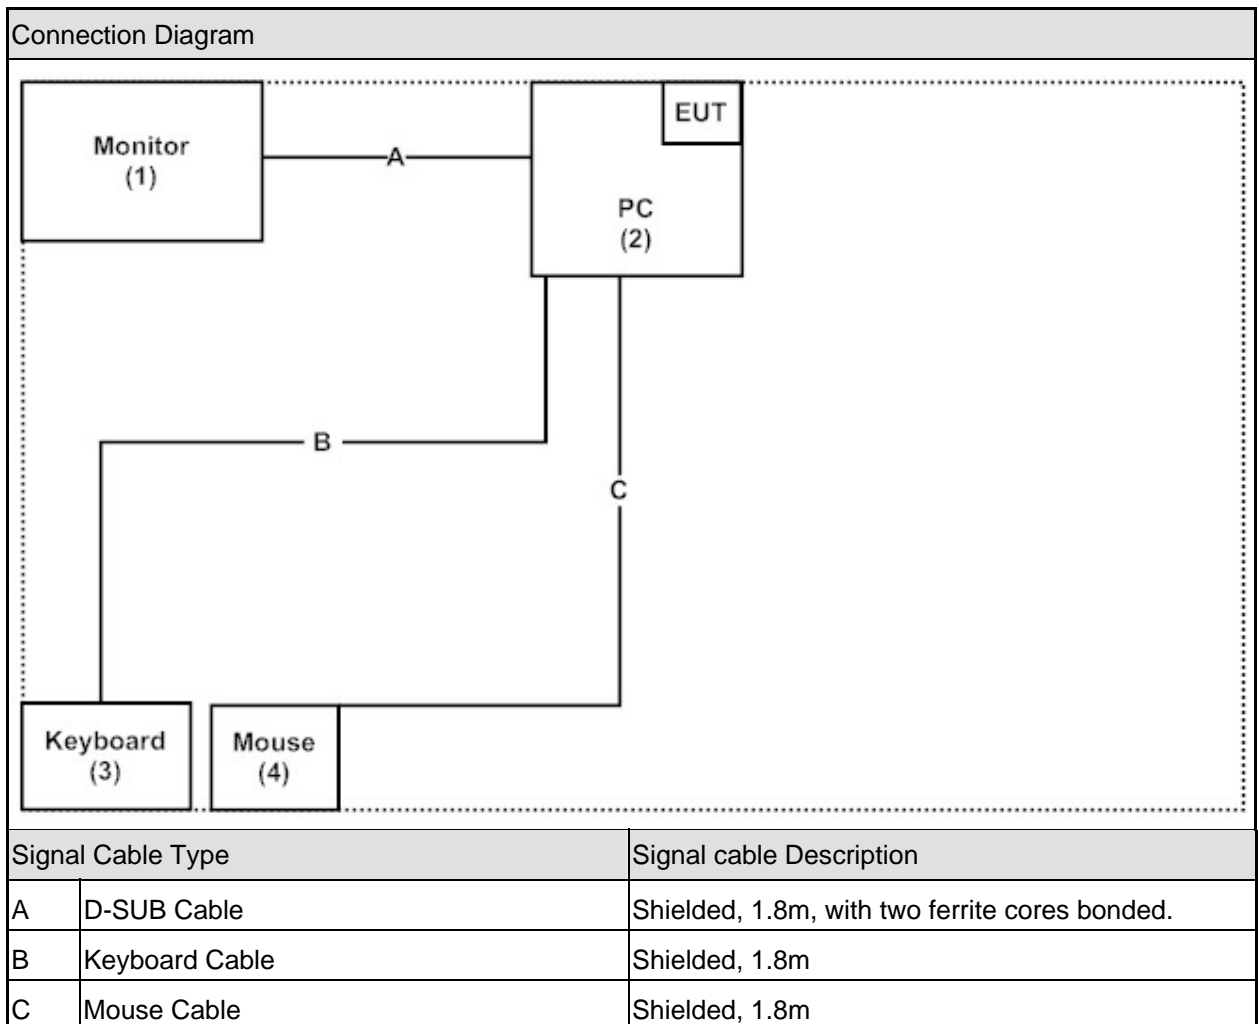 Connection Diagram
EUT
Monitor
(1)
A
PC
(2)
B
C
Keyboard
(3)
Mouse
(4)
Signal Cable Type Signal cable Description
A D-SUB Cable Shielded, 1.8m, with two ferrite cores bonded.
B Keyboard Cable Shielded, 1.8m
C Mouse Cable Shielded, 1.8m